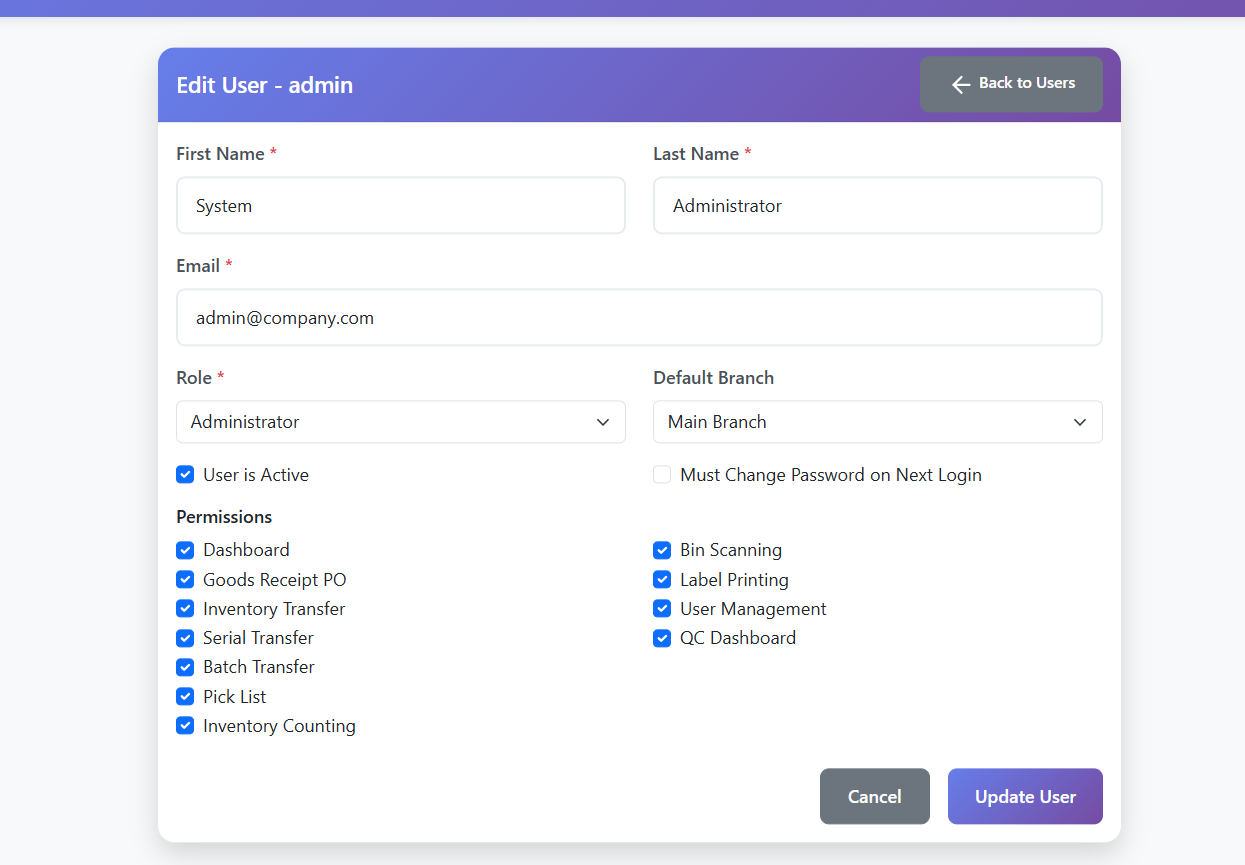 Edit User - admin
Back to Users
First Name *
Last Name *
System
Administrator
Email *
admin@company.com
Role *
Default Branch
Administrator
Main Branch
User is Active
Must Change Password on Next Login
Permissions
Dashboard
Goods Receipt PO
Inventory Transfer
Serial Transfer
Batch Transfer
Pick List
Inventory Counting
Bin Scanning
Label Printing
User Management
QC Dashboard
Cancel
Update User